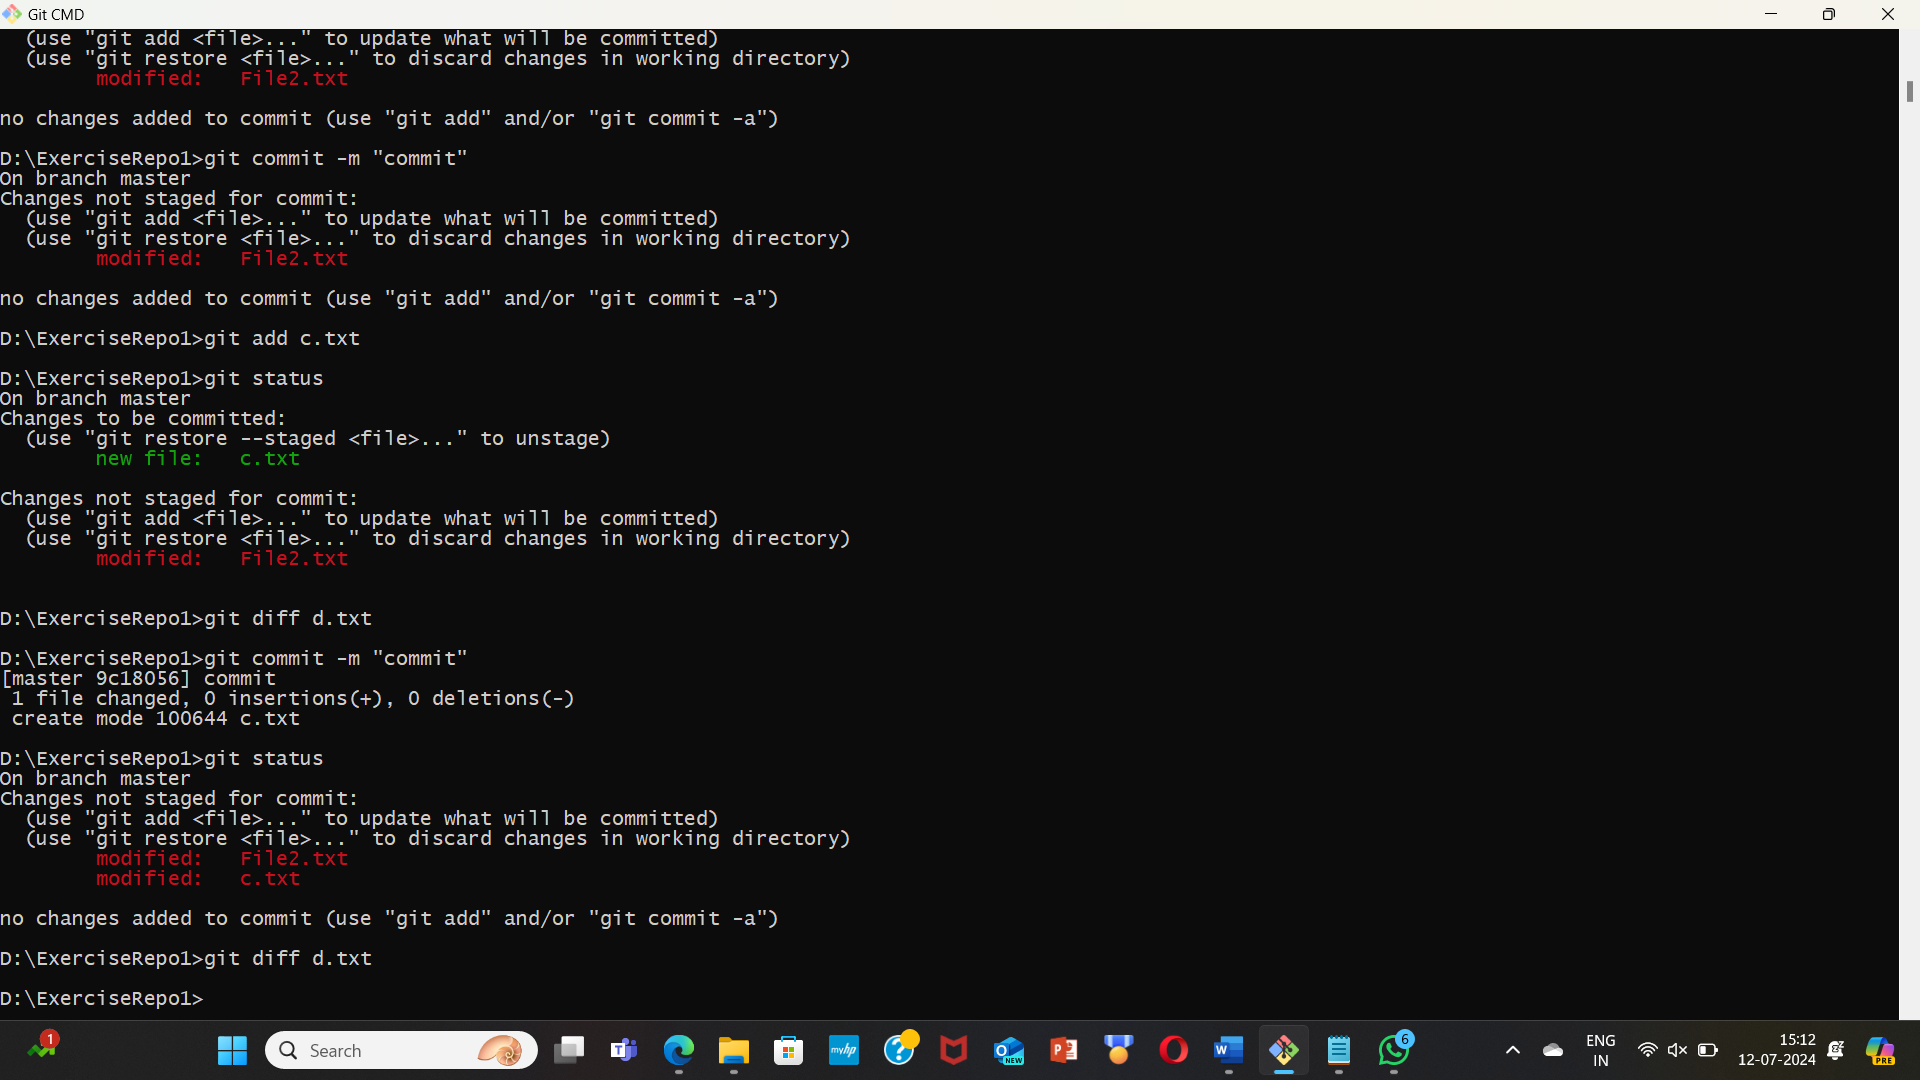 Git CMD
(use "git add <file>..." to update what will be committed)
(use "git restore <file>..." to discard changes in working directory)
modified:   File2.txt
no changes added to commit (use "git add" and/or "git commit -a")
D:\ExerciseRepo1>git commit -m "commit"
On branch master
Changes not staged for commit:
(use "git add <file>..." to update what will be committed)
(use "git restore <file>..." to discard changes in working directory)
modified:   File2.txt
no changes added to commit (use "git add" and/or "git commit -a")
D:\ExerciseRepo1>git add c.txt
D:\ExerciseRepo1>git status
On branch master
Changes to be committed:
(use "git restore --staged <file>..." to unstage)
new file:   c.txt
Changes not staged for commit:
(use "git add <file>..." to update what will be committed)
(use "git restore <file>..." to discard changes in working directory)
modified:   File2.txt
D:\ExerciseRepo1>git diff d.txt
D:\ExerciseRepo1>git commit -m "commit"
[master 9c18056] commit
1 file changed, 0 insertions(+), 0 deletions(-)
create mode 100644 c.txt
D:\ExerciseRepo1>git status
On branch master
Changes not staged for commit:
(use "git add <file>..." to update what will be committed)
(use "git restore <file>..." to discard changes in working directory)
modified:   File2.txt
modified:   c.txt
no changes added to commit (use "git add" and/or "git commit -a")
D:\ExerciseRepo1>git diff d.txt
D:\ExerciseRepo1>
1
Search
myhp
NEW
6
ENG
IN
15:12
12-07-2024
PRE